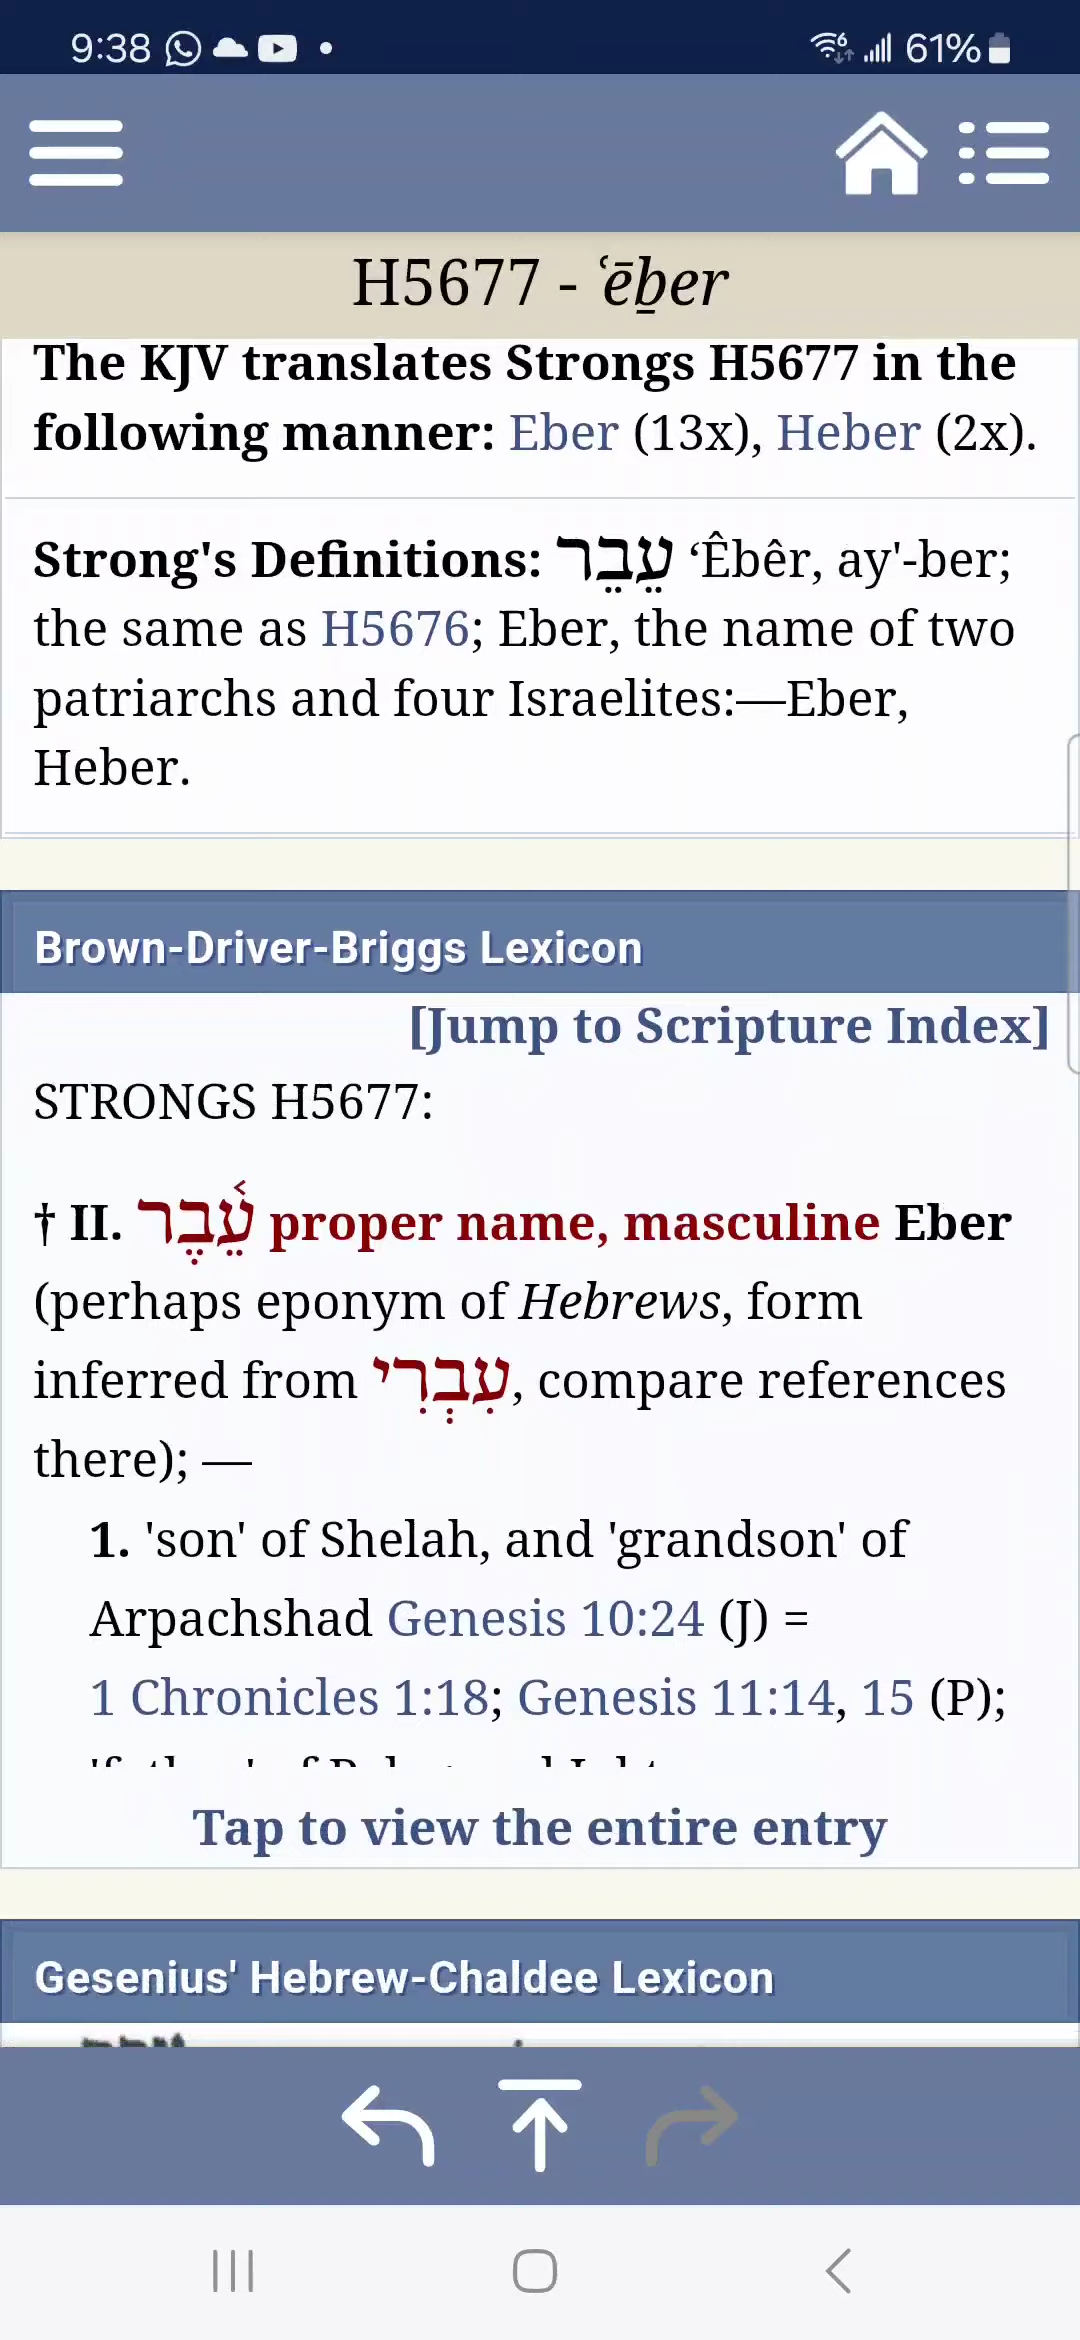 9:38
6 61%
H5677 - ʿēḇer
The KJV translates Strongs H5677 in the
following manner: Eber (13x), Heber (2x).
Strong's Definitions: עֵבֵר ʻÊbêr, ay'-ber;
the same as H5676; Eber, the name of two
patriarchs and four Israelites:—Eber,
Heber.
Brown-Driver-Briggs Lexicon
[Jump to Scripture Index]
STRONGS H5677:
† II. עֵ֫בֶר proper name, masculine Eber
(perhaps eponym of Hebrews, form
inferred from עִבְרִי, compare references
there); —
1. 'son' of Shelah, and 'grandson' of
Arpachshad Genesis 10:24 (J) =
1 Chronicles 1:18; Genesis 11:14, 15 (P);
Tap to view the entire entry
Gesenius' Hebrew-Chaldee Lexicon